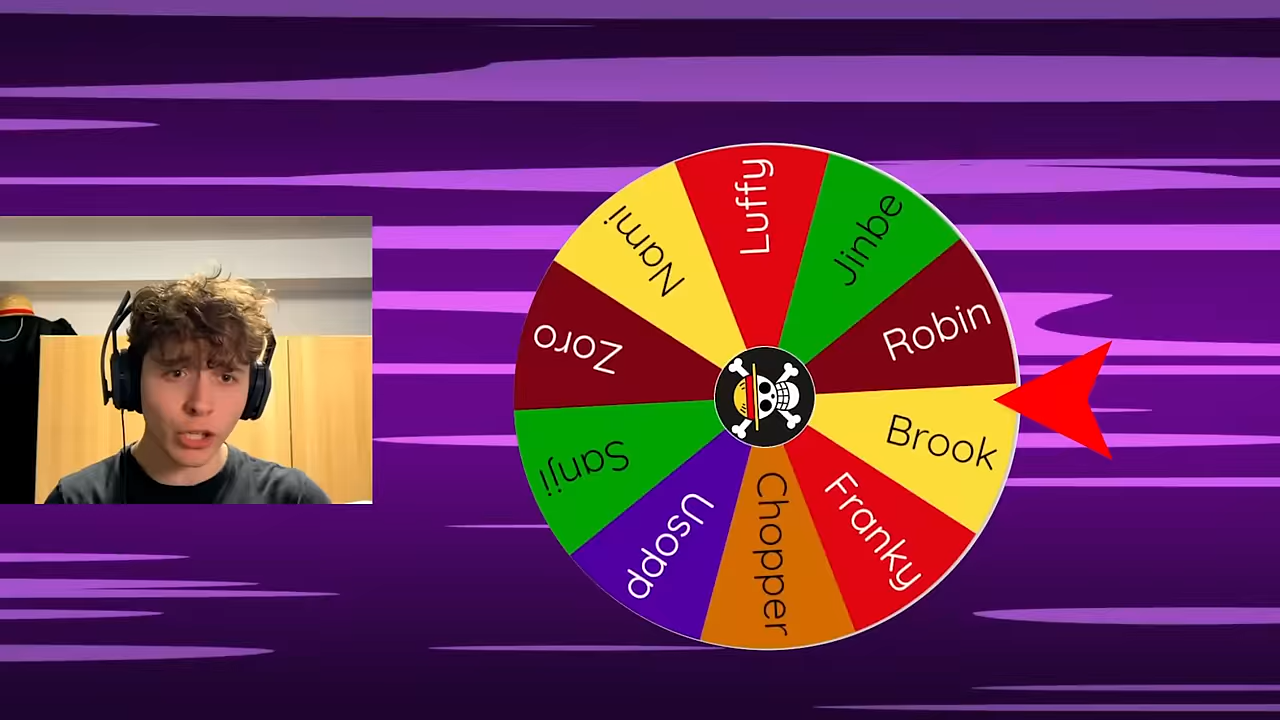 Luffy
Jinbe
Robin
Brook
Franky
Chopper
Usopp
Sanji
Zoro
Nami